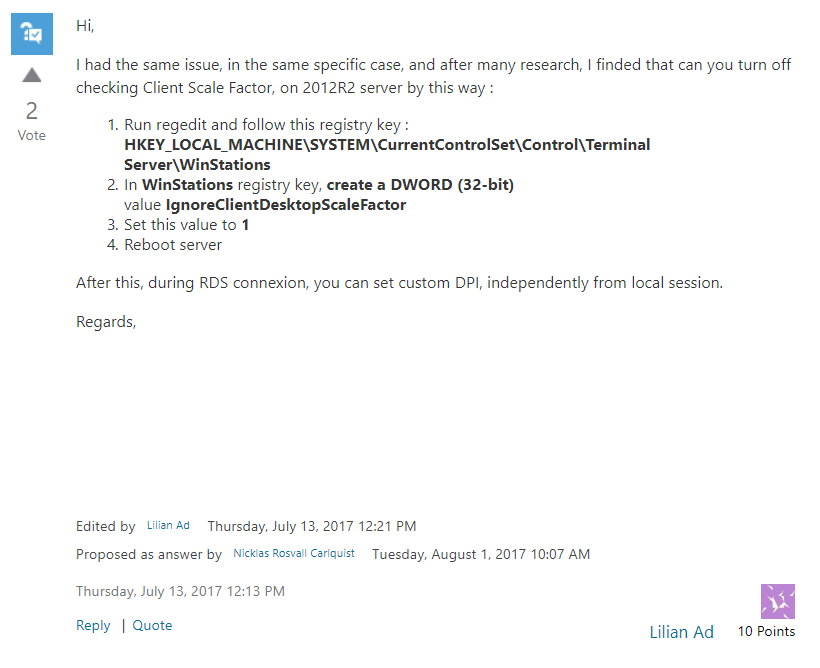 Hi,
I had the same issue, in the same specific case, and after many research, I finded that can you turn off
checking Client Scale Factor, on 2012R2 server by this way :
1. Run regedit and follow this registry key :
HKEY_LOCAL_MACHINE\SYSTEM\CurrentControlSet\Control\Terminal
Server\WinStations
2. In WinStations registry key, create a DWORD (32-bit)
value IgnoreClientDesktopScaleFactor
3. Set this value to 1
4. Reboot server
2
Vote
After this, during RDS connexion, you can set custom DPI, independently from local session.
Regards,
Edited by Lilian Ad Thursday, July 13, 2017 12:21 PM
Proposed as answer by Nicklas Rosvall Carlquist Tuesday, August 1, 2017 10:07 AM
Thursday, July 13, 2017 12:13 PM
Reply | Quote
Lilian Ad 10 Points